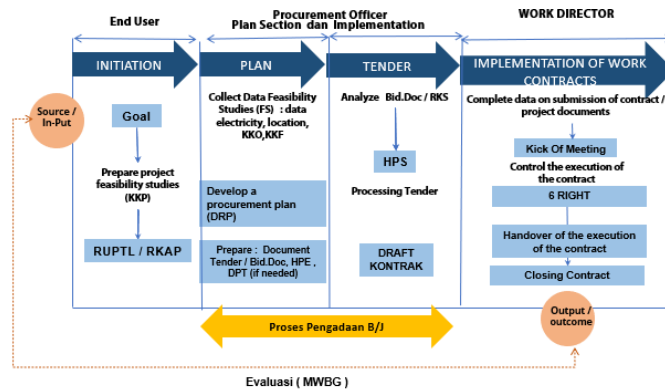 End User
Procurement Officer
Plan Section dan Implementation
WORK DIRECTOR
INITIATION
PLAN
TENDER
IMPLEMENTATION OF WORK
CONTRACTS
Source /
In-Put
Goal
Prepare project
feasibility studies
(KKP)
RUPTL / RKAP
Collect Data Feasibility
Studies (FS) : data
electricity, location,
KKO,KKF
Develop a
procurement plan
(DRP)
Prepare : Document
Tender / Bid.Doc, HPE ,
DPT (if needed)
Analyze Bid.Doc / RKS
HPS
Processing Tender
DRAFT
KONTRAK
Complete data on submission of contract /
project documents
Kick Of Meeting
Control the execution of
the contract
6 RIGHT
Handover of the execution
of the contract
Closing Contract
Proses Pengadaan B/J
Output /
outcome
Evaluasi ( MWBG )